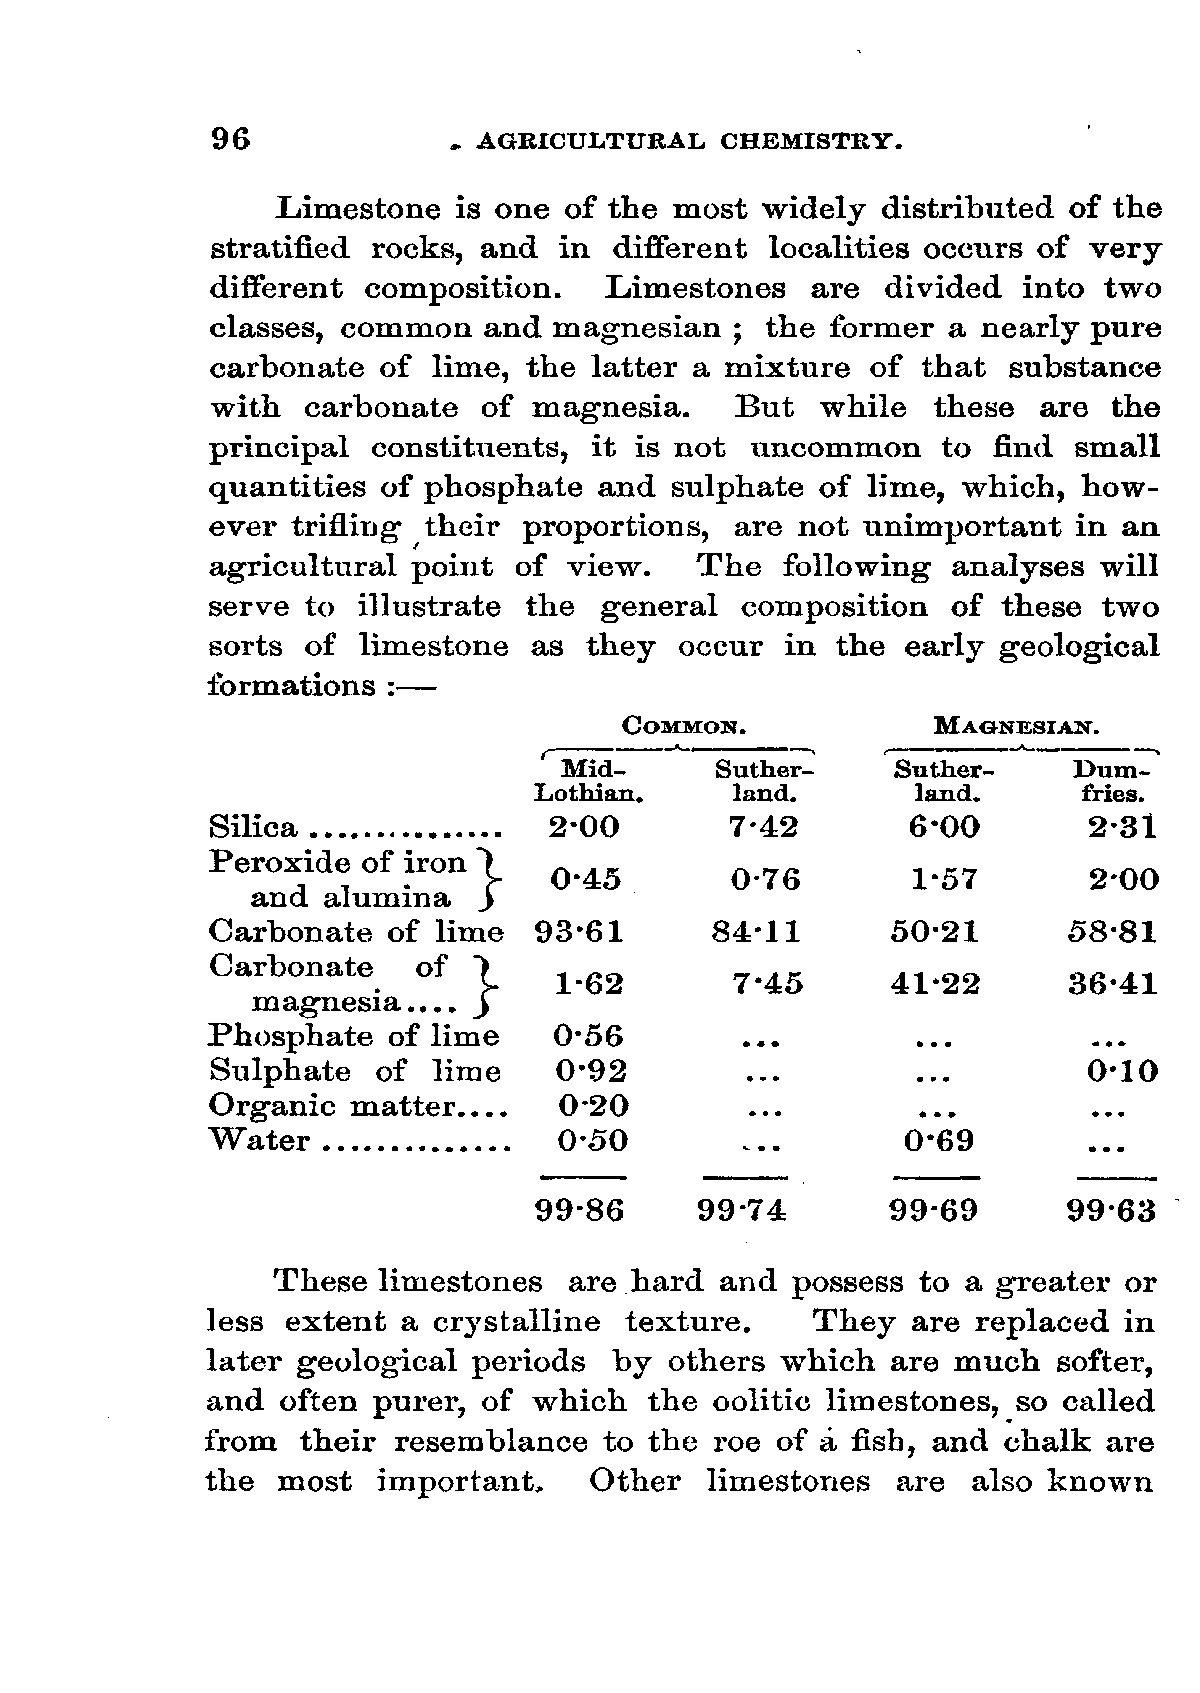 96 AGRICULTURAL CHEMISTRY.
Limestone is one of the most widely distributed of the
stratified rocks, and in different localities occurs of very
different composition. Limestones are divided into two
classes, common and magnesian ; the former a nearly pure
carbonate of lime, the latter a mixture of that substance
with carbonate of magnesia. But while these are the
principal constituents, it is not uncommon to find small
quantities of phosphate and sulphate of lime, which, how-
ever trifling their proportions, are not unimportant in an
agricultural point of view. The following analyses will
serve to illustrate the general composition of these two
sorts of limestone as they occur in the early geological
formations :—
COMMON. MAGNESIAN.
Mid- Suther- Suther- Dum-
Lothian. land. land. fries.
Silica ............... 2·00 7·42 6·00 2·31
Peroxide of iron }
and alumina } 0·45 0·76 1·57 2·00
Carbonate of lime 93·61 84·11 50·21 58·81
Carbonate of }
magnesia.... } 1·62 7·45 41·22 36·41
Phosphate of lime 0·56 ... ... ...
Sulphate of lime 0·92 ... ... 0·10
Organic matter.... 0·20 ... ... ...
Water .............. 0·50 ... 0·69 ...
99·86 99·74 99·69 99·63
These limestones are hard and possess to a greater or
less extent a crystalline texture. They are replaced in
later geological periods by others which are much softer,
and often purer, of which the oolitic limestones, so called
from their resemblance to the roe of a fish, and chalk are
the most important. Other limestones are also known